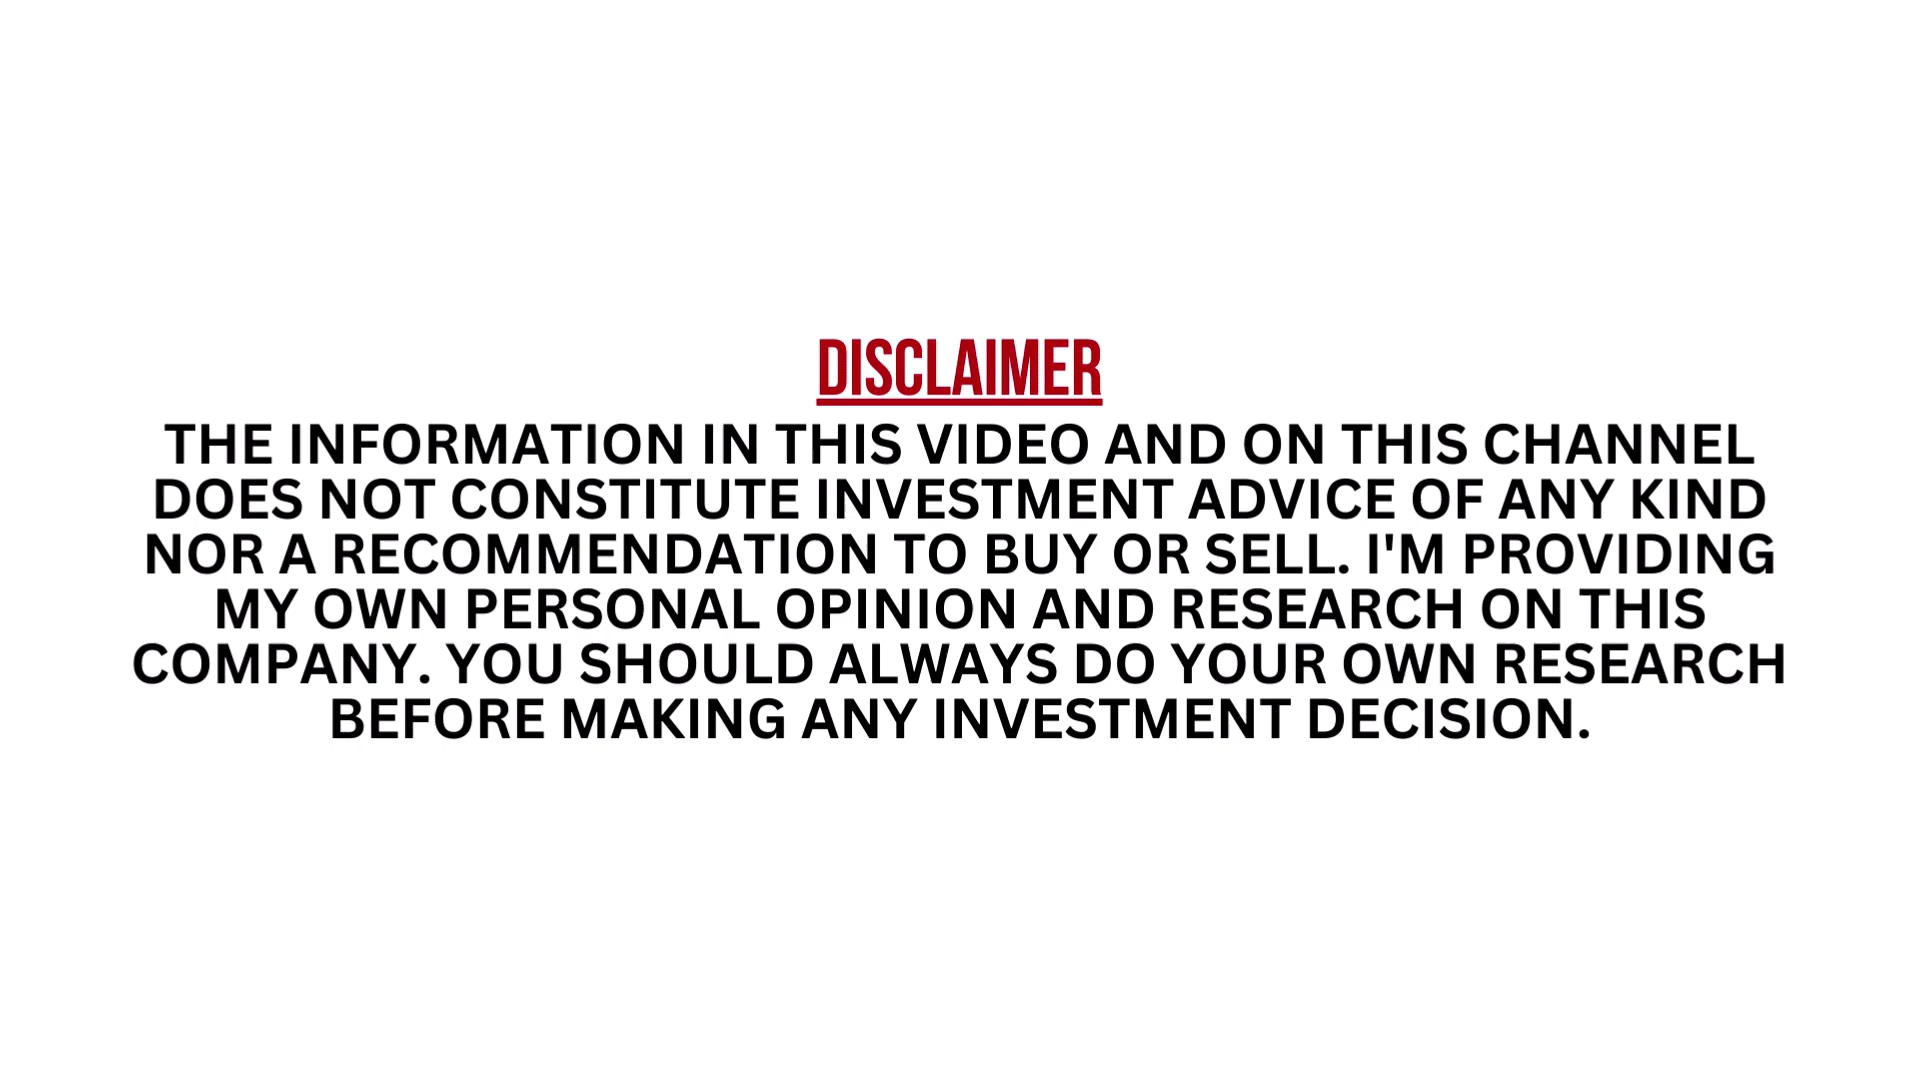 DISCLAIMER
THE INFORMATION IN THIS VIDEO AND ON THIS CHANNEL
DOES NOT CONSTITUTE INVESTMENT ADVICE OF ANY KIND
NOR A RECOMMENDATION TO BUY OR SELL. I'M PROVIDING
MY OWN PERSONAL OPINION AND RESEARCH ON THIS
COMPANY. YOU SHOULD ALWAYS DO YOUR OWN RESEARCH
BEFORE MAKING ANY INVESTMENT DECISION.